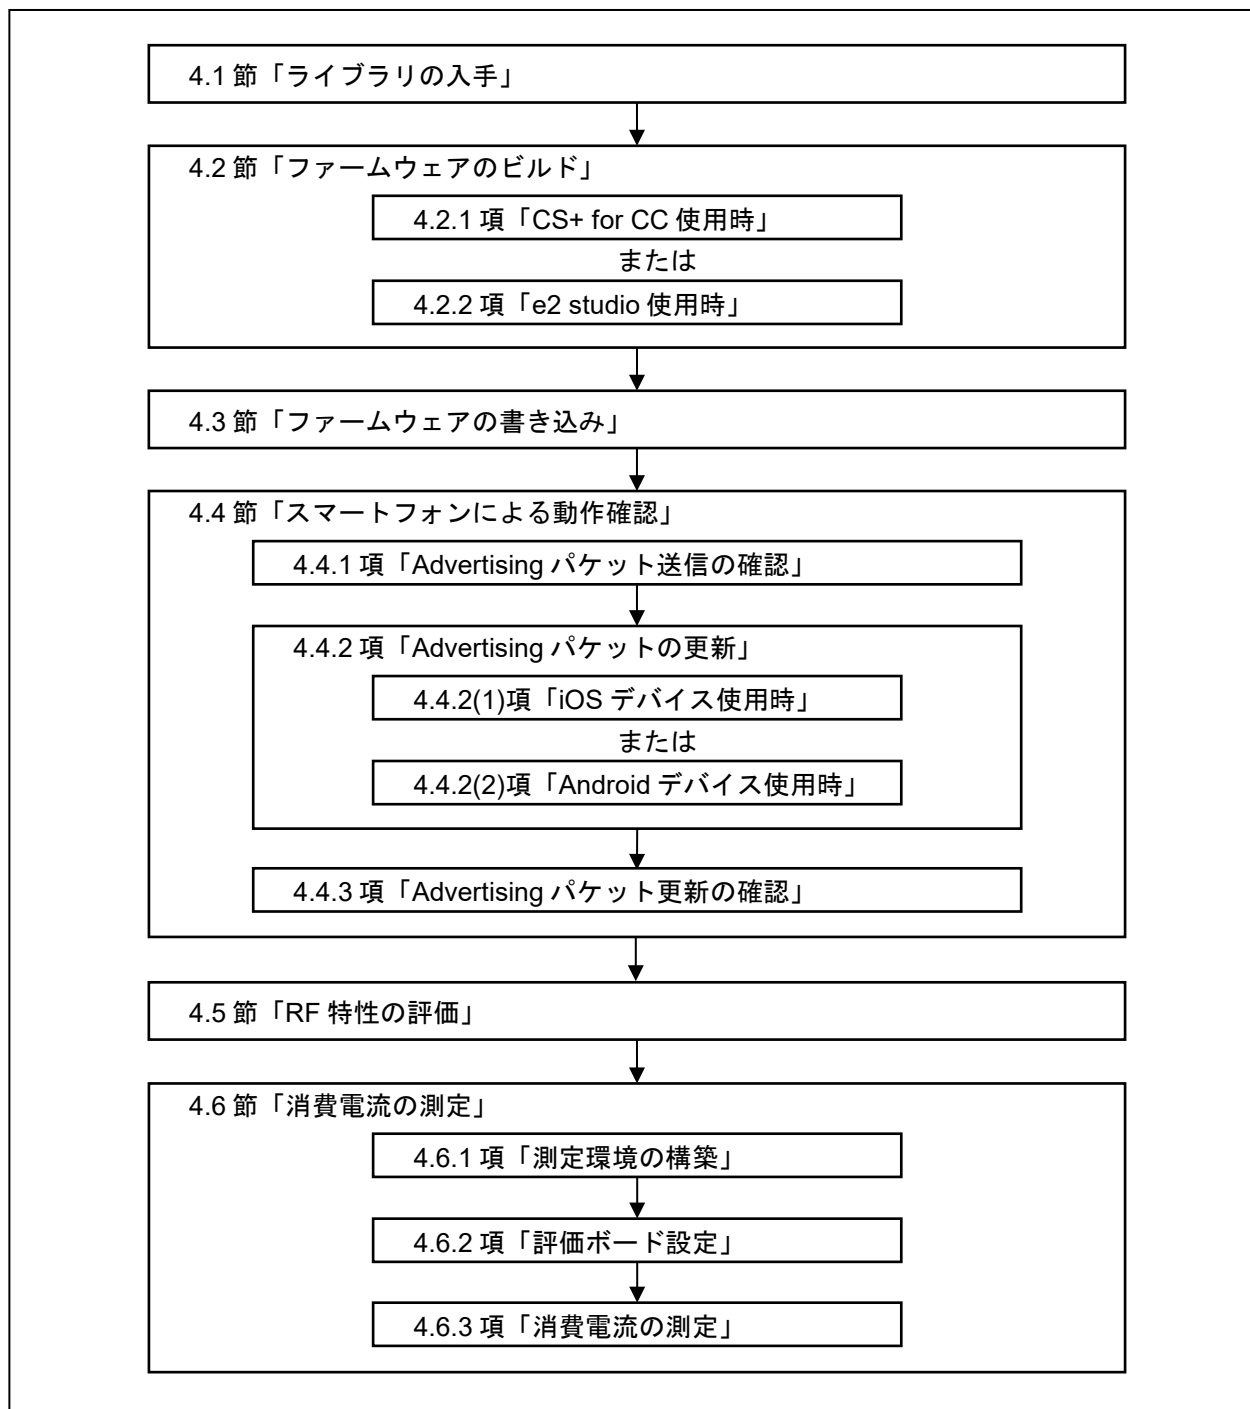 4.1 節「ライブラリの入手」
4.2 節「ファームウェアのビルド」
4.2.1 項「CS+ for CC 使用時」
または
4.2.2 項「e2 studio 使用時」
4.3 節「ファームウェアの書き込み」
4.4 節「スマートフォンによる動作確認」
4.4.1 項「Advertising パケット送信の確認」
4.4.2 項「Advertising パケットの更新」
4.4.2(1)項「iOS デバイス使用時」
または
4.4.2(2)項「Android デバイス使用時」
4.4.3 項「Advertising パケット更新の確認」
4.5 節「RF 特性の評価」
4.6 節「消費電流の測定」
4.6.1 項「測定環境の構築」
4.6.2 項「評価ボード設定」
4.6.3 項「消費電流の測定」